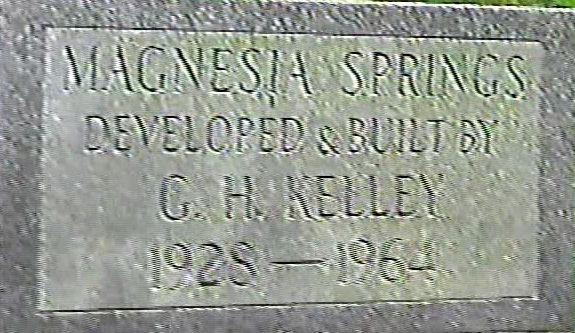 MAGNESIA SPRINGS
DEVELOPED & BUILT BY
G. H. KELLEY
1928—1964